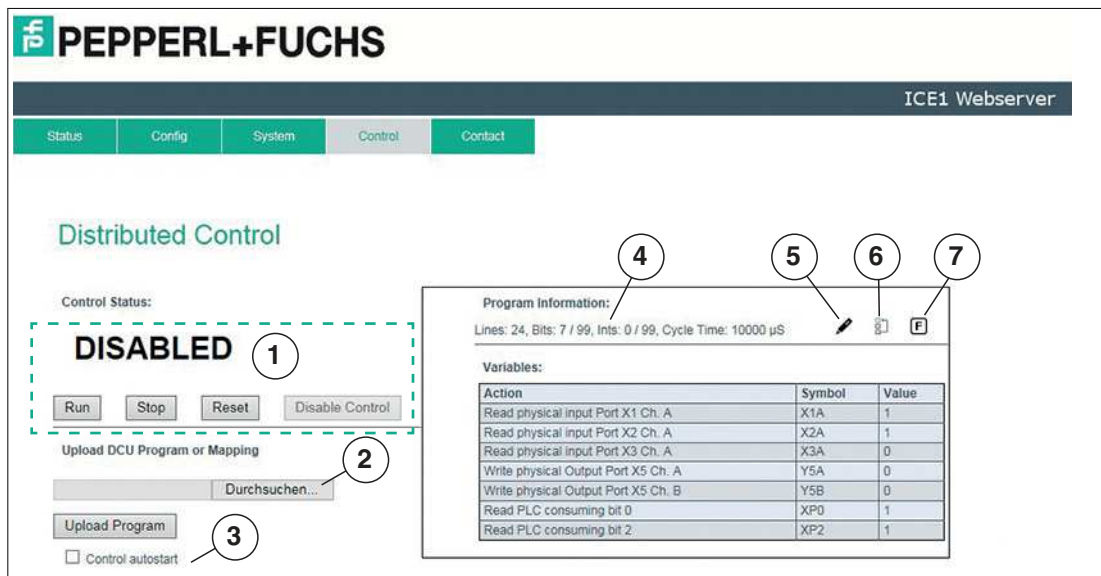 PEPPERL+FUCHS
ICE1 Webserver
Status Config System Control Contact
Distributed Control
4 5 6 7
Control Status:
DISABLED
1
Run Stop Reset Disable Control
Upload DCU Program or Mapping
2
Durchsuchen...
Upload Program
3
Control autostart
Program Information:
Lines: 24, Bits: 7 / 99, Ints: 0 / 99, Cycle Time: 10000 µS
F
Variables:
Action Symbol Value
Read physical input Port X1 Ch. A X1A 1
Read physical input Port X2 Ch. A X2A 1
Read physical input Port X3 Ch. A X3A 0
Write physical Output Port X5 Ch. A Y5A 0
Write physical Output Port X5 Ch. B Y5B 0
Read PLC consuming bit 0 XP0 1
Read PLC consuming bit 2 XP2 1